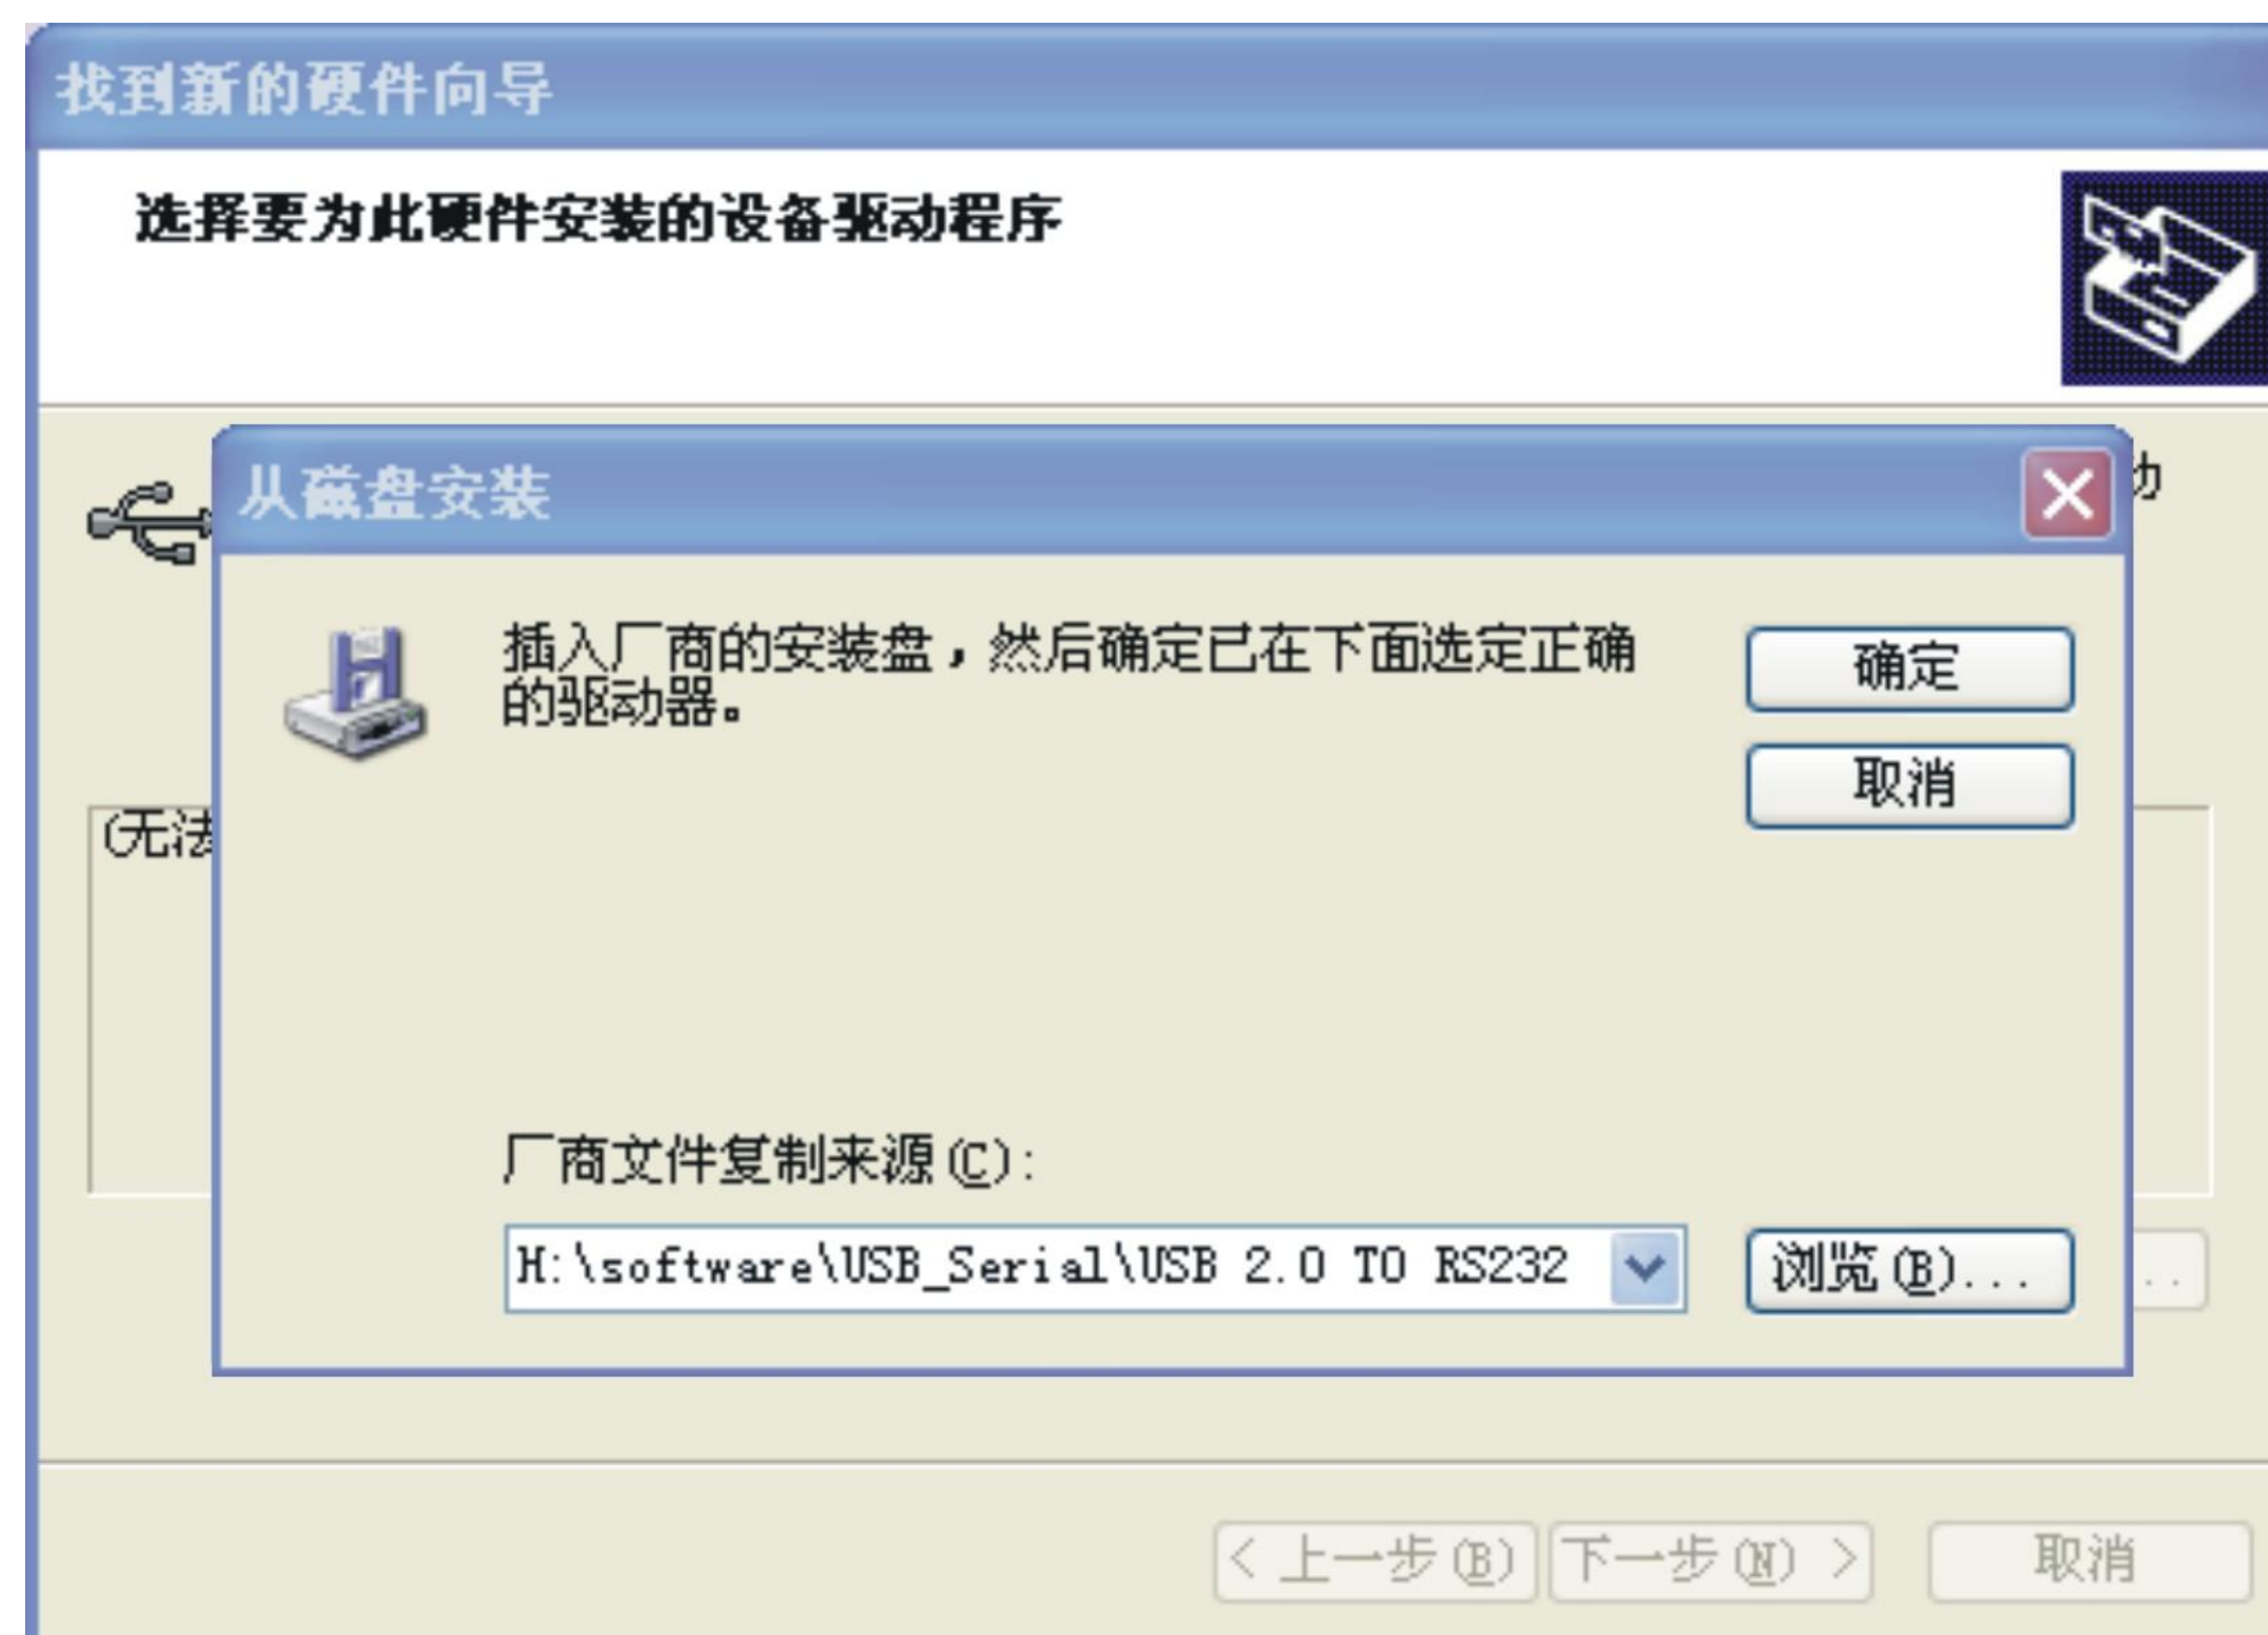 找到新的硬件向导
选择要为此硬件安装的设备驱动程序
从磁盘安装
动
插入厂商的安装盘，然后确定已在下面选定正确
的驱动器。
确定
取消
(无法
厂商文件复制来源(C):
H:\software\USB_Serial\USB 2.0 TO RS232
浏览(B)...
< 上一步(B)
下一步(N) >
取消